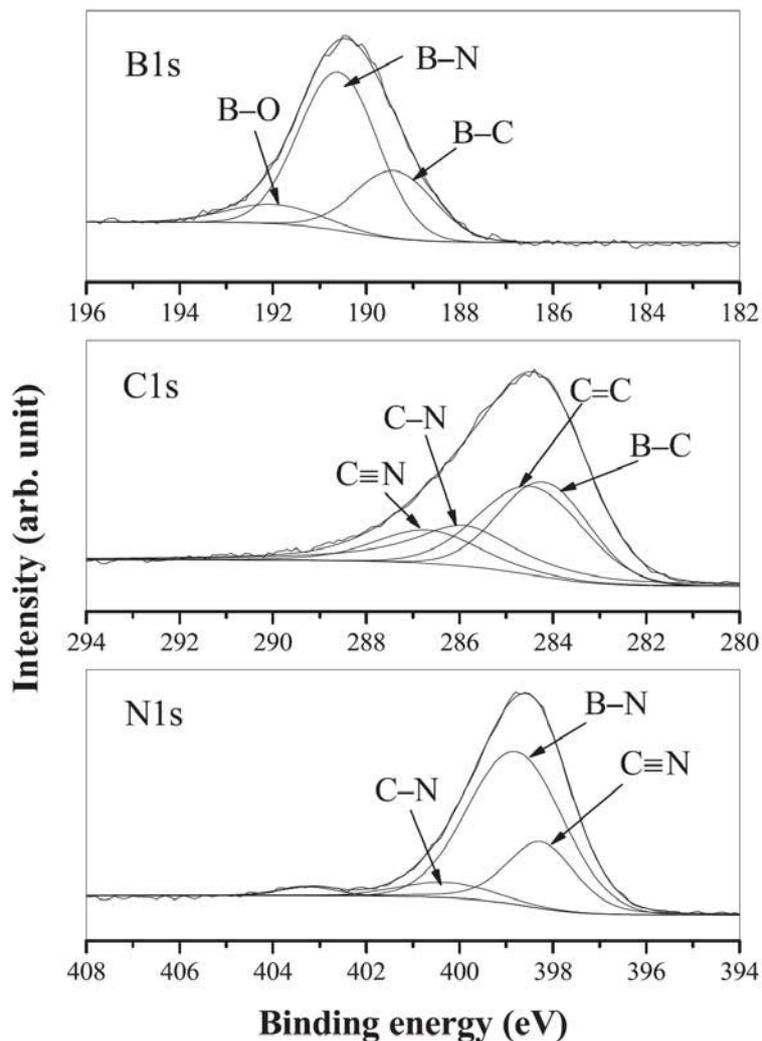 B1s
B–N
B–O
B–C
196 194 192 190 188 186 184 182
C1s
C=C
C–N
B–C
C≡N
294 292 290 288 286 284 282 280
N1s
B–N
C≡N
C–N
408 406 404 402 400 398 396 394
Intensity (arb. unit)
Binding energy (eV)